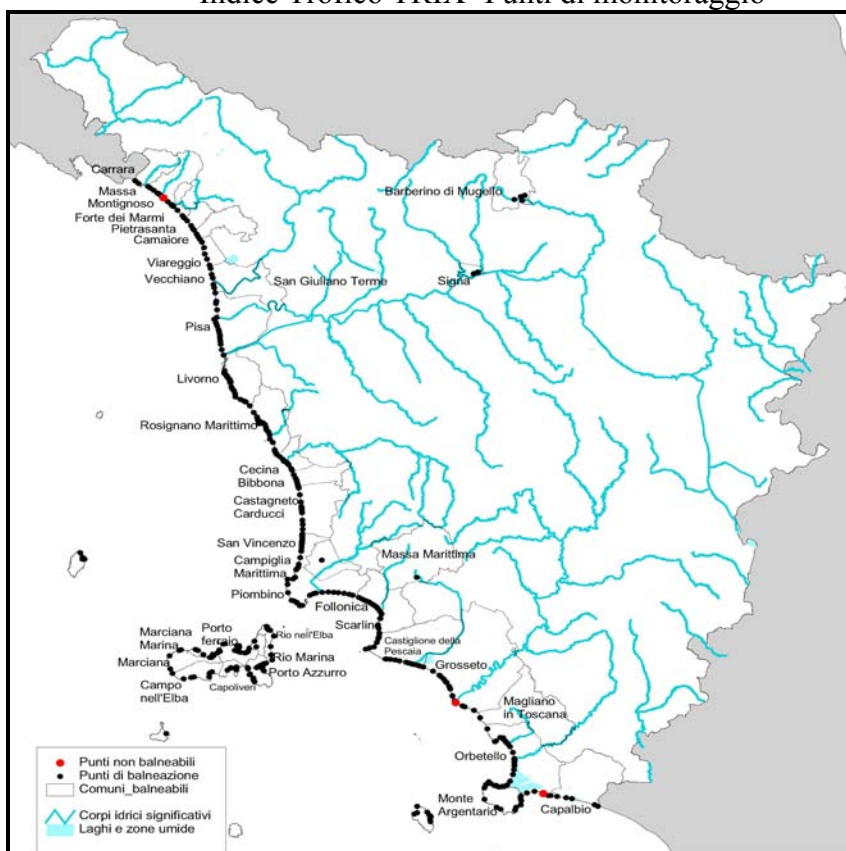 Indice Trofico TRIX- Punti di monitoraggio
Carrara
Massa
Montignoso
Forte dei Marmi
Pietrasanta
Camaiore
Viareggio
Vecchiano
San Giuliano Terme
Barberino di Mugello
Signa
Pisa
Livorno
Rosignano Marittimo
Cecina
Bibbona
Castagneto
Carducci
San Vincenzo
Campiglia
Marittima
Massa Marittima
Piombino
Follonica
Scarlin
Castiglione della
Pescaia
Grosseto
Marciana
Marina
Porto
ferraio
Rio nell'Elba
Marciana
Rio Marina
Porto Azzurro
Campo
nell'Elba
Capoliveri
Magliano
in Toscana
Orbetello
Monte
Argentario
Capalbio
Punti non balneabili
Punti di balneazione
Comuni_balneabili
Corpi idrici significativi
Laghi e zone umide